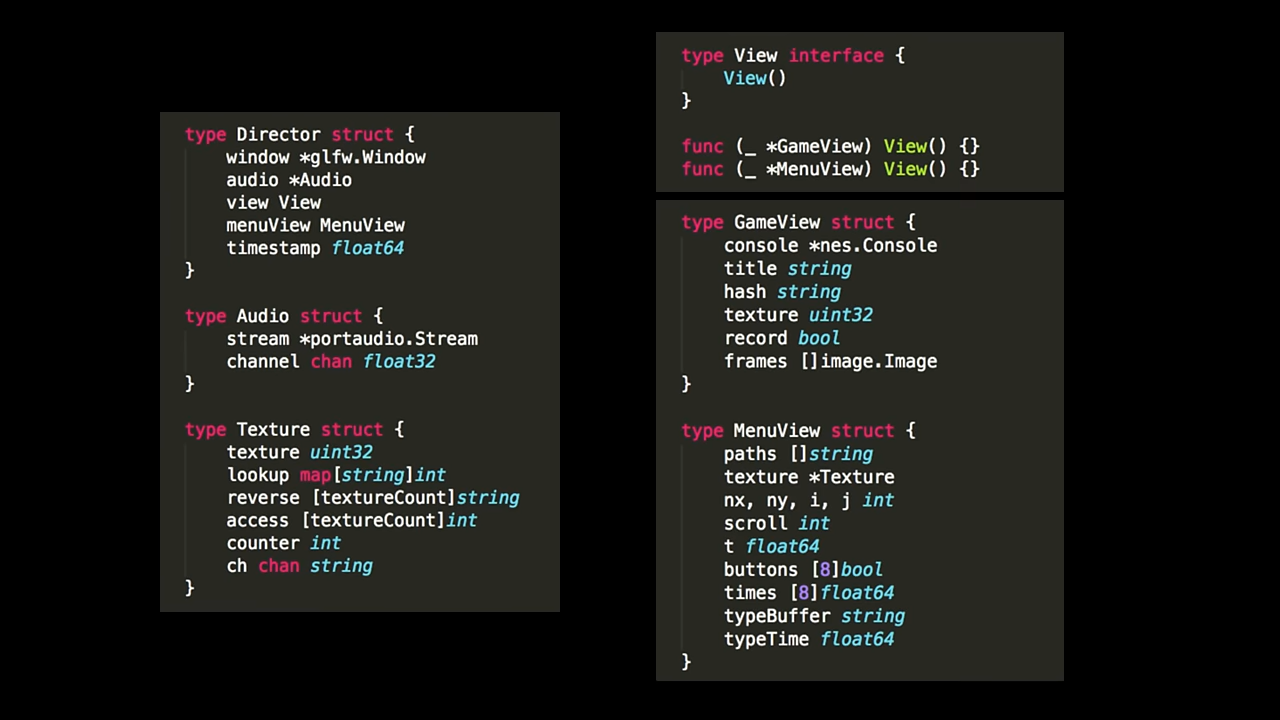 type Director struct {
    window *glfw.Window
    audio *Audio
    view View
    menuView MenuView
    timestamp float64
}

type Audio struct {
    stream *portaudio.Stream
    channel chan float32
}

type Texture struct {
    texture uint32
    lookup map[string]int
    reverse [textureCount]string
    access [textureCount]int
    counter int
    ch chan string
}

type View interface {
    View()
}

func (_ *GameView) View() {}
func (_ *MenuView) View() {}

type GameView struct {
    console *nes.Console
    title string
    hash string
    texture uint32
    record bool
    frames []image.Image
}

type MenuView struct {
    paths []string
    texture *Texture
    nx, ny, i, j int
    scroll int
    t float64
    buttons [8]bool
    times [8]float64
    typeBuffer string
    typeTime float64
}